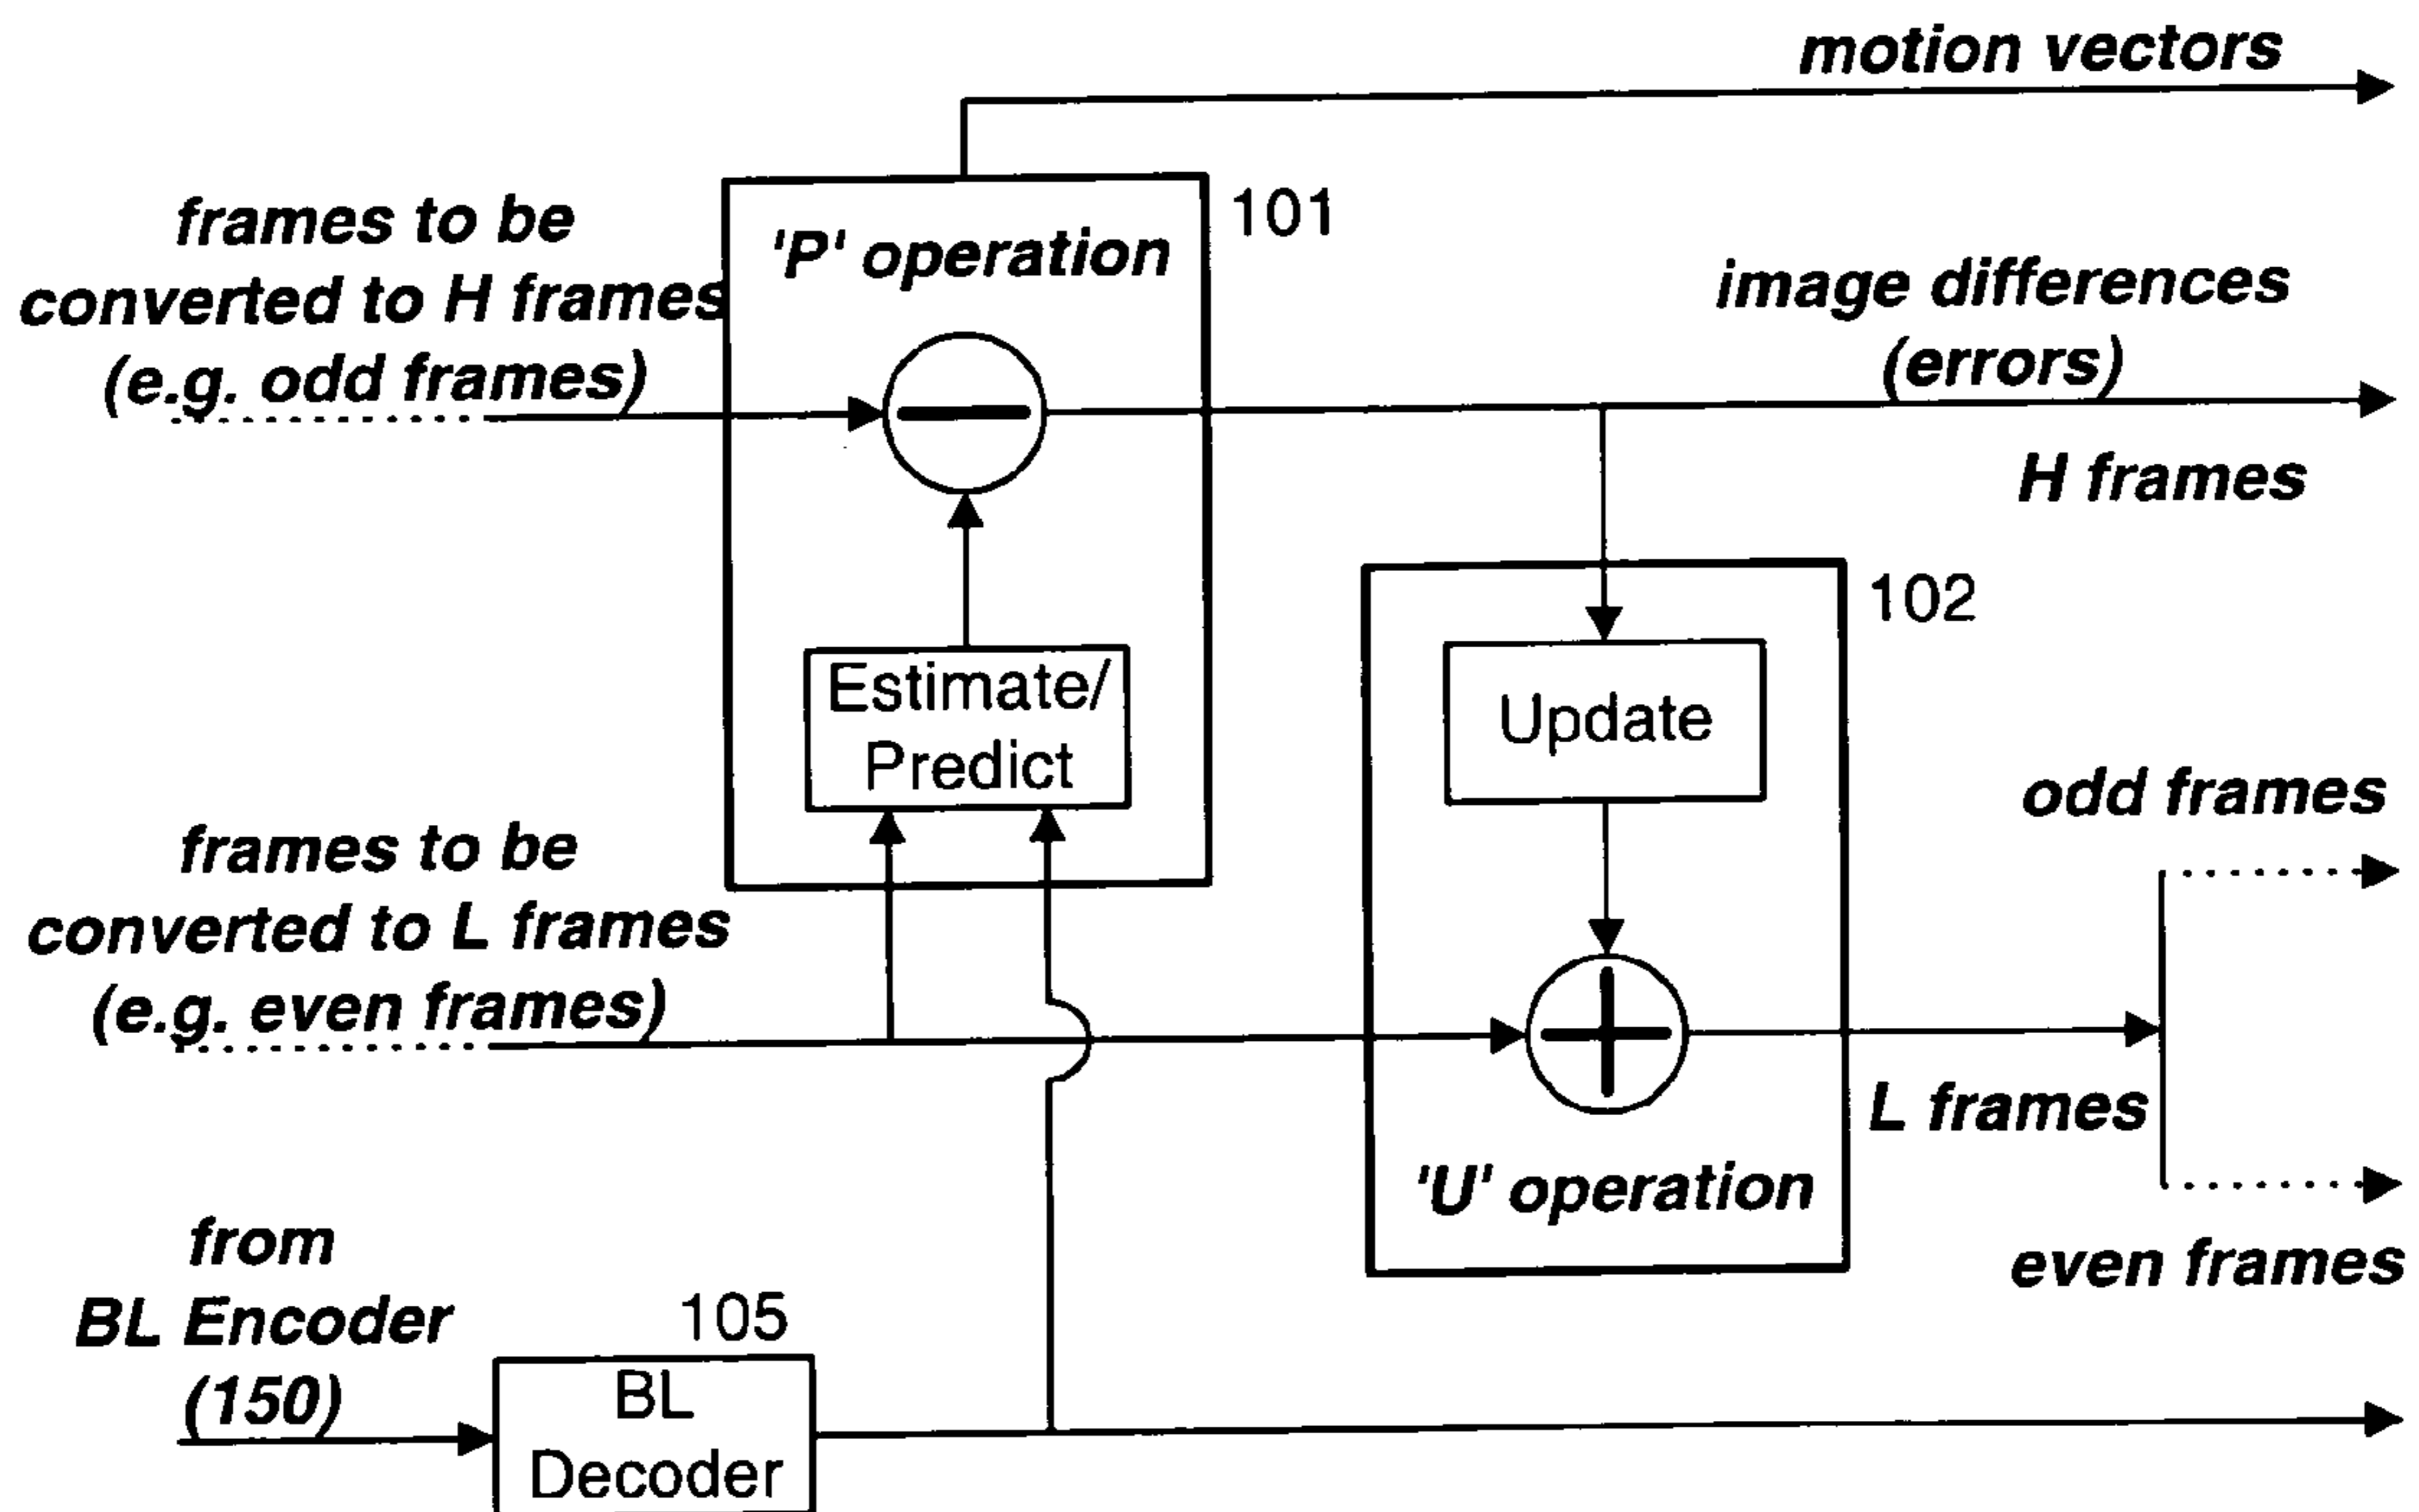 motion vectors
frames to be
converted to H frames
(e.g. odd frames)
'P' operation
101
image differences
(errors)
H frames
Estimate/
Predict
102
Update
frames to be
converted to L frames
(e.g. even frames)
odd frames
L frames
'U' operation
even frames
from
BL Encoder
(150)
105
BL
Decoder